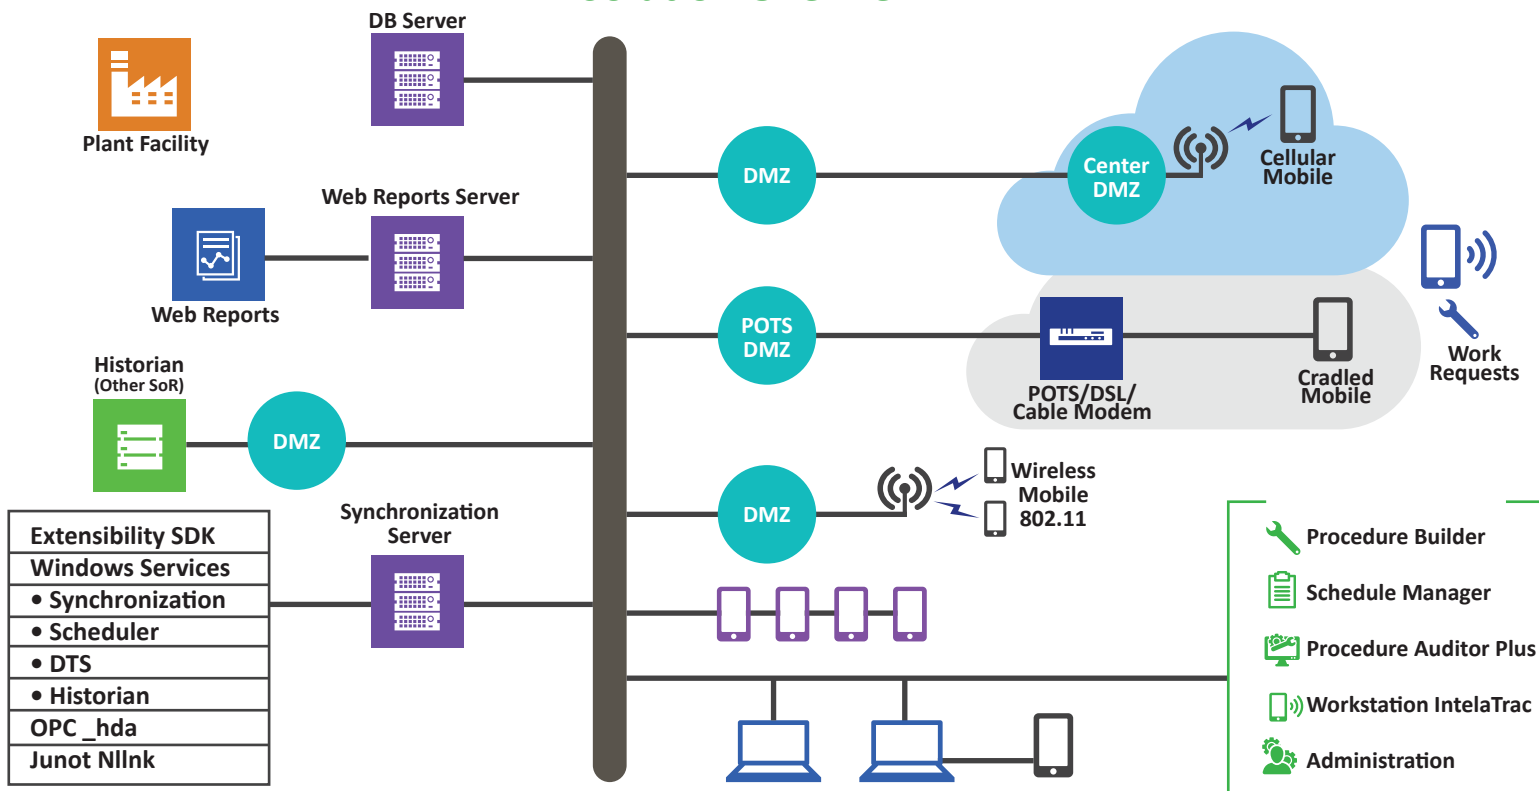 DB Server
Plant Facility
Web Reports Server
Web Reports
Historian
(Other SoR)
DMZ
Synchronization
Server
Extensibility SDK
Windows Services
• Synchronization
• Scheduler
• DTS
• Historian
OPC _hda
Junot Nllnk
DMZ
Center
DMZ
Cellular
Mobile
POTS
DMZ
POTS/DSL/
Cable Modem
Cradled
Mobile
Work
Requests
DMZ
Wireless
Mobile
802.11
Procedure Builder
Schedule Manager
Procedure Auditor Plus
Workstation IntelaTrac
Administration